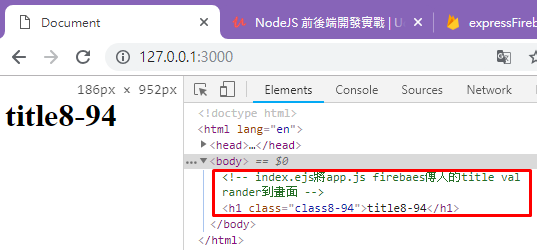 Document
NodeJS 前後端開發實戰 | U
expressFireb
127.0.0.1:3000
186px × 952px
Elements
Console
Sources
Network
title8-94
<!doctype html>
<html lang="en">
<head>…</head>
<body> == $0
<!-- index.ejs將app.js firebaes傳人的title val
rander到畫面 -->
<h1 class="class8-94">title8-94</h1>
</body>
</html>